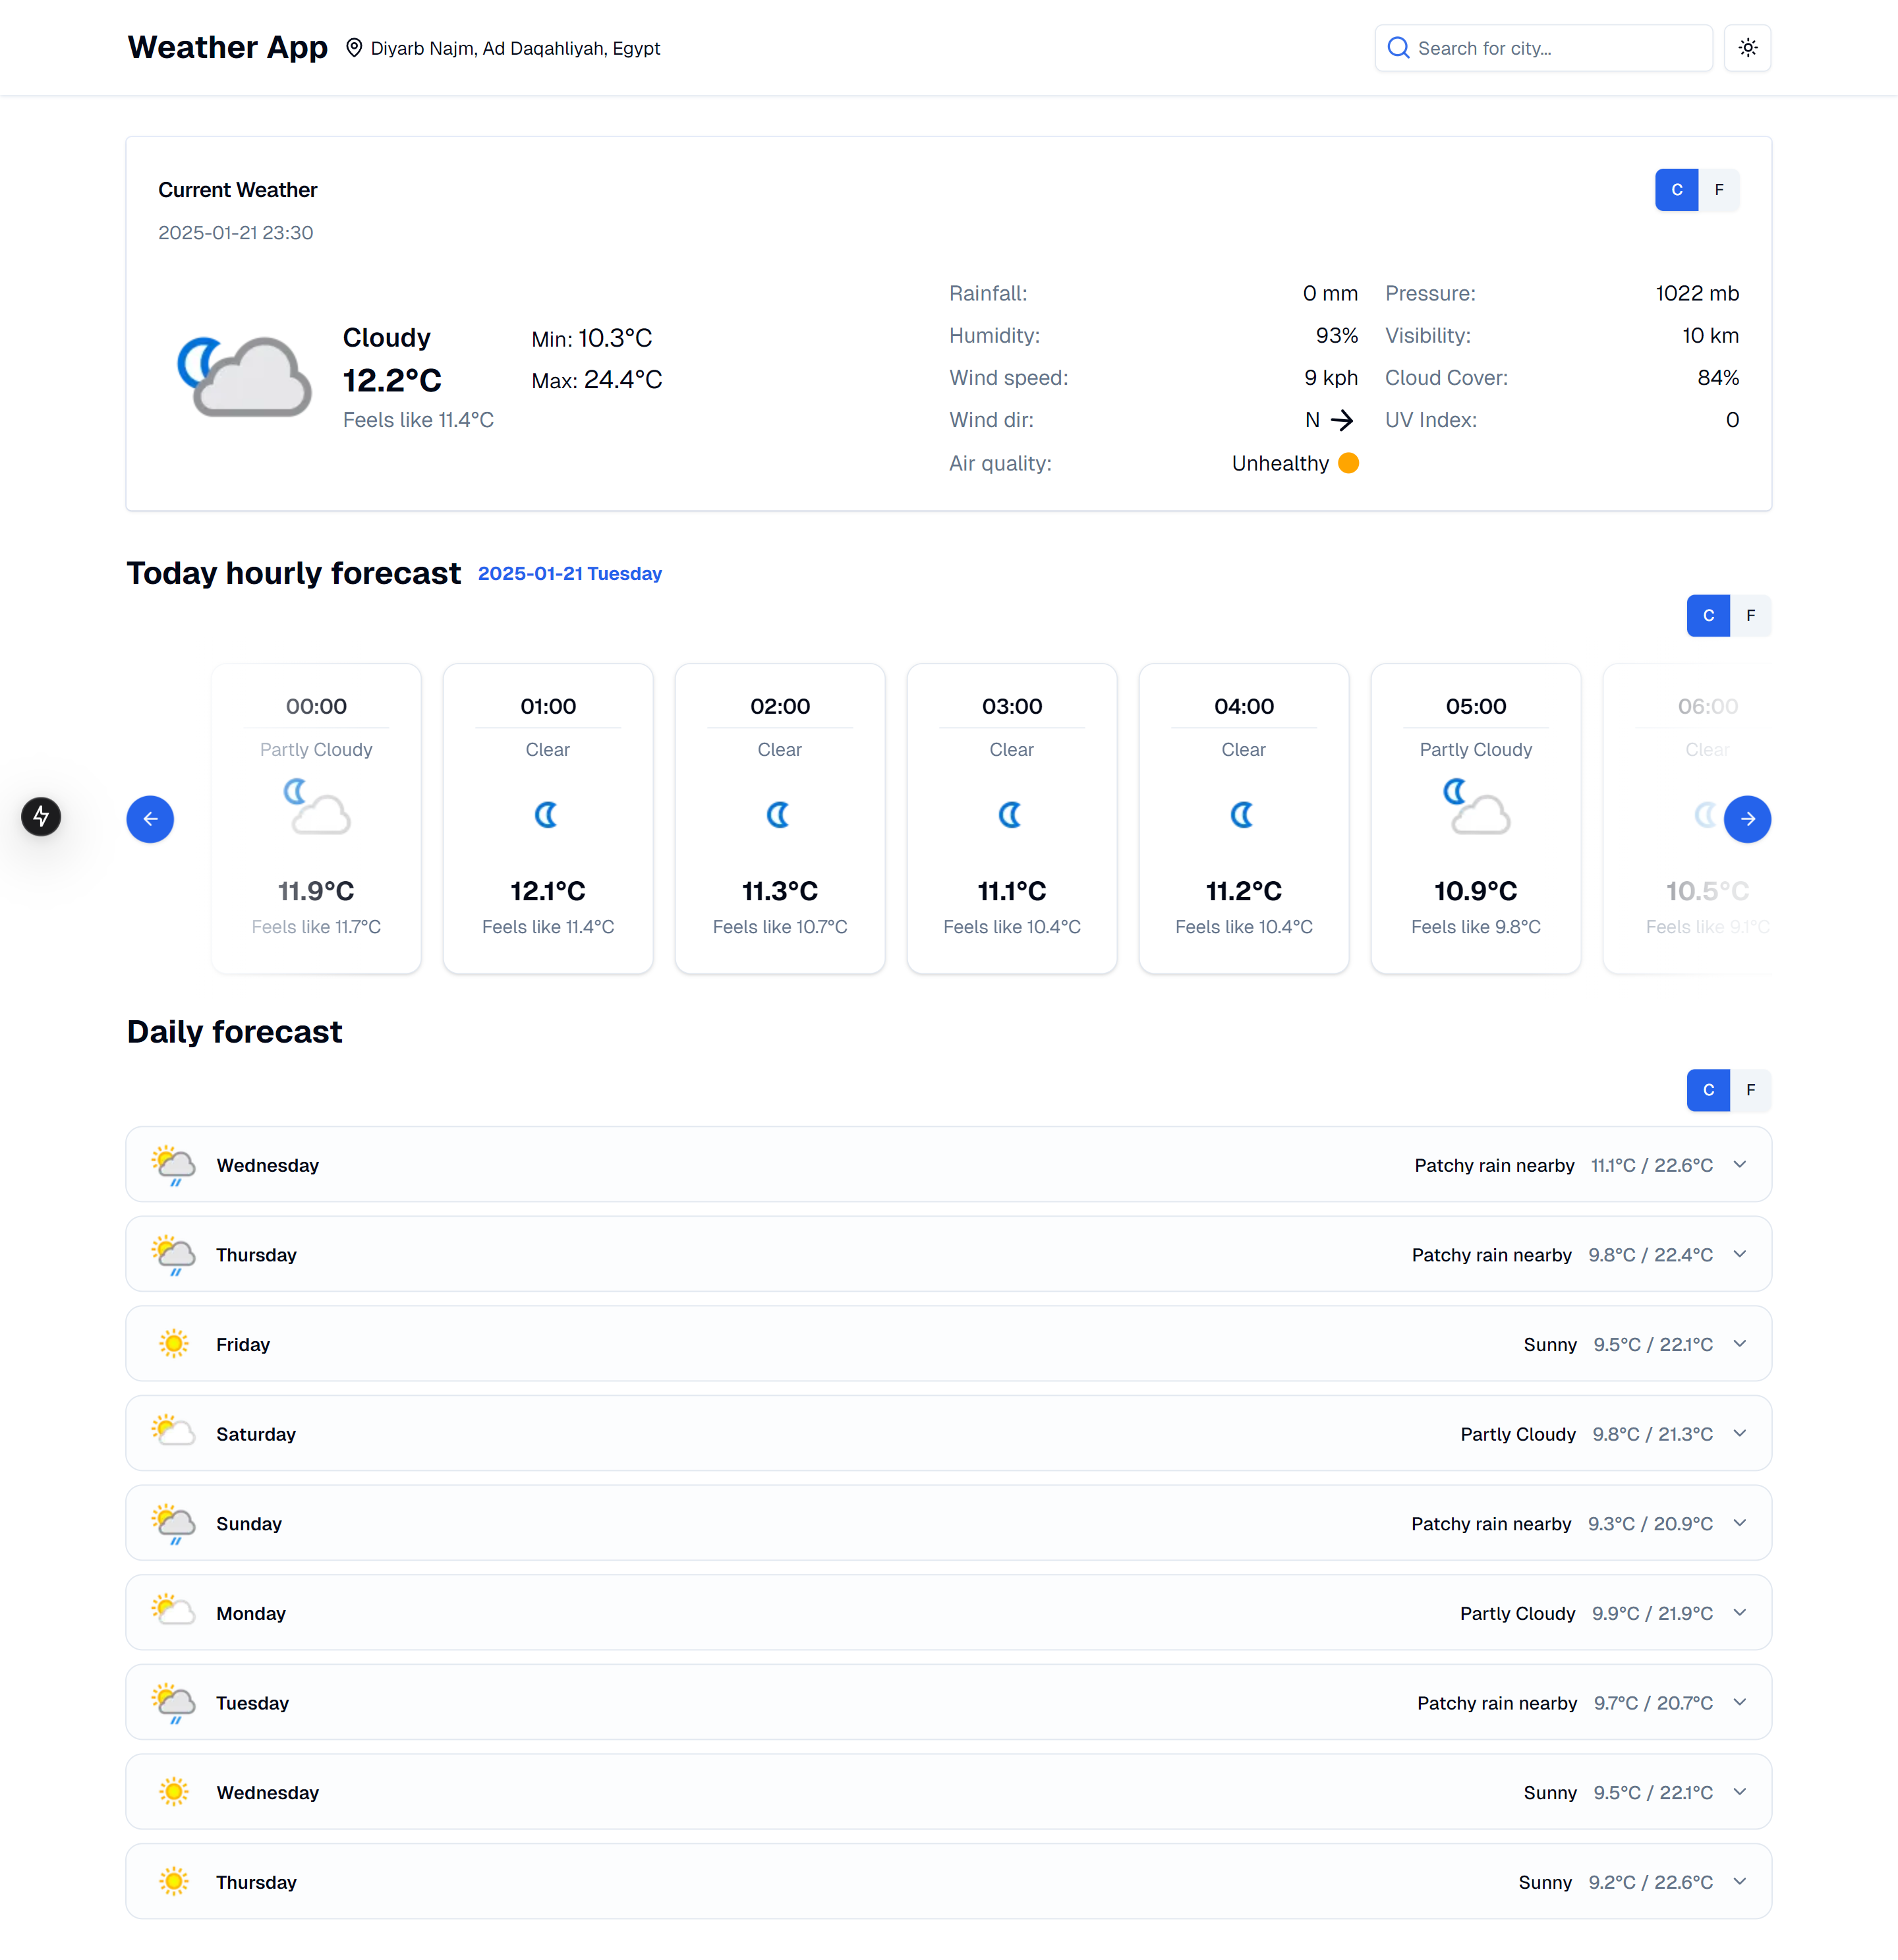 Weather App
Diyarb Najm, Ad Daqahliyah, Egypt
Search for city...
Current Weather
C F
2025-01-21 23:30
Cloudy
12.2°C
Feels like 11.4°C
Min: 10.3°C
Max: 24.4°C
Rainfall: 0 mm
Humidity: 93%
Wind speed: 9 kph
Wind dir: N
Air quality: Unhealthy
Pressure: 1022 mb
Visibility: 10 km
Cloud Cover: 84%
UV Index: 0
Today hourly forecast 2025-01-21 Tuesday
C F
00:00
Partly Cloudy
11.9°C
Feels like 11.7°C
01:00
Clear
12.1°C
Feels like 11.4°C
02:00
Clear
11.3°C
Feels like 10.7°C
03:00
Clear
11.1°C
Feels like 10.4°C
04:00
Clear
11.2°C
Feels like 10.4°C
05:00
Partly Cloudy
10.9°C
Feels like 9.8°C
06:00
Clear
10.5°C
Feels like 9.1°C
Daily forecast
C F
Wednesday Patchy rain nearby 11.1°C / 22.6°C
Thursday Patchy rain nearby 9.8°C / 22.4°C
Friday Sunny 9.5°C / 22.1°C
Saturday Partly Cloudy 9.8°C / 21.3°C
Sunday Patchy rain nearby 9.3°C / 20.9°C
Monday Partly Cloudy 9.9°C / 21.9°C
Tuesday Patchy rain nearby 9.7°C / 20.7°C
Wednesday Sunny 9.5°C / 22.1°C
Thursday Sunny 9.2°C / 22.6°C